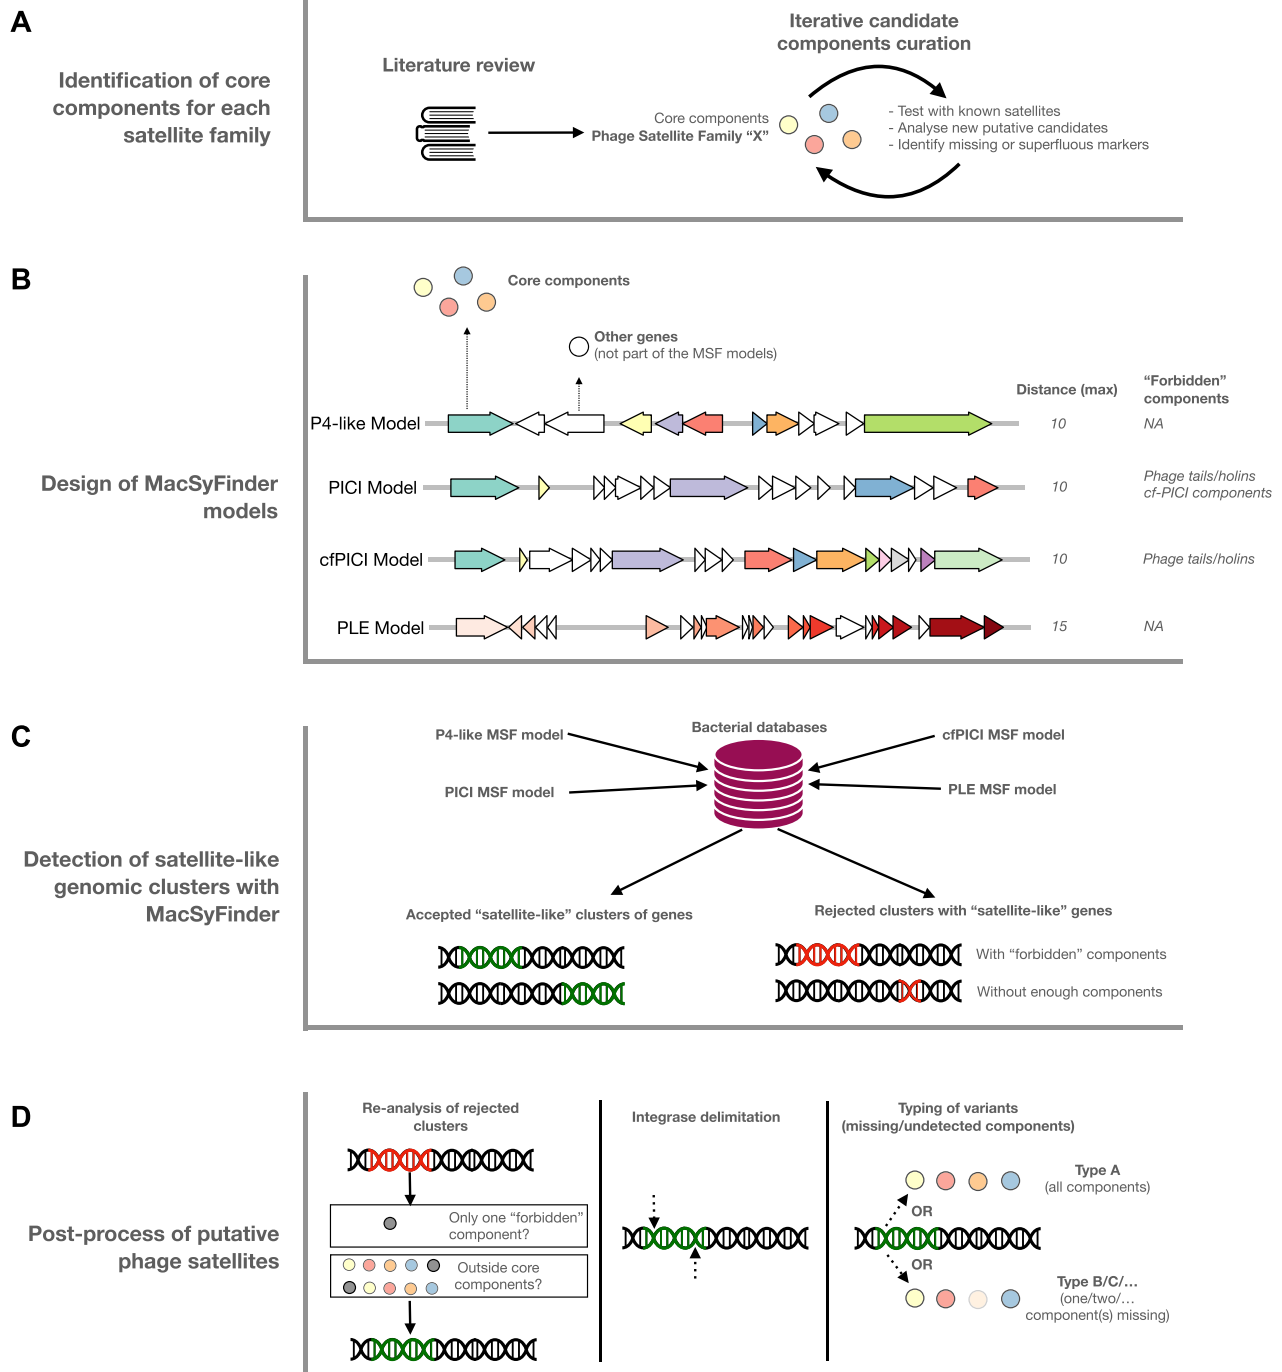 A
Identification of core
components for each
satellite family
Literature review
Iterative candidate
components curation
Core components
Phage Satellite Family “X”
- Test with known satellites
- Analyse new putative candidates
- Identify missing or superfluous markers
B
Design of MacSyFinder
models
Core components
Other genes
(not part of the MSF models)
Distance (max)
“Forbidden”
components
P4-like Model
10
NA
PICI Model
10
Phage tails/holins
cf-PICI components
cfPICI Model
10
Phage tails/holins
PLE Model
15
NA
C
Detection of satellite-like
genomic clusters with
MacSyFinder
Bacterial databases
P4-like MSF model
cfPICI MSF model
PICI MSF model
PLE MSF model
Accepted “satellite-like” clusters of genes
Rejected clusters with “satellite-like” genes
With “forbidden” components
Without enough components
D
Post-process of putative
phage satellites
Re-analysis of rejected
clusters
Only one “forbidden”
component?
Outside core
components?
Integrase delimitation
Typing of variants
(missing/undetected components)
Type A
(all components)
OR
OR
Type B/C/...
(one/two/...
component(s) missing)